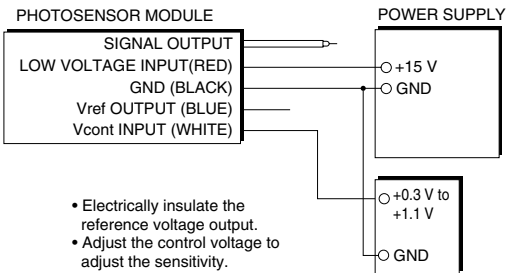 PHOTOSENSOR MODULE
POWER SUPPLY
SIGNAL OUTPUT
LOW VOLTAGE INPUT(RED)
GND (BLACK)
Vref OUTPUT (BLUE)
Vcont INPUT (WHITE)
+15 V
GND
+0.3 V to
+1.1 V
GND
• Electrically insulate the
reference voltage output.
• Adjust the control voltage to
adjust the sensitivity.